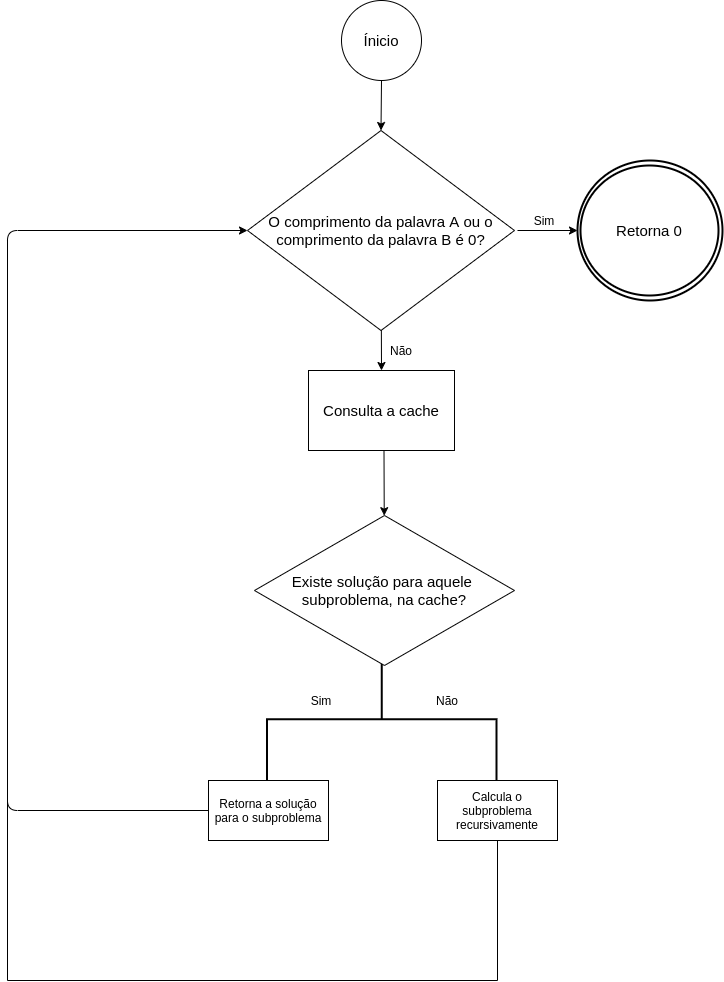 Ínicio
O comprimento da palavra A ou o
comprimento da palavra B é 0?
Sim
Retorna 0
Não
Consulta a cache
Existe solução para aquele
subproblema, na cache?
Sim
Não
Retorna a solução
para o subproblema
Calcula o
subproblema
recursivamente